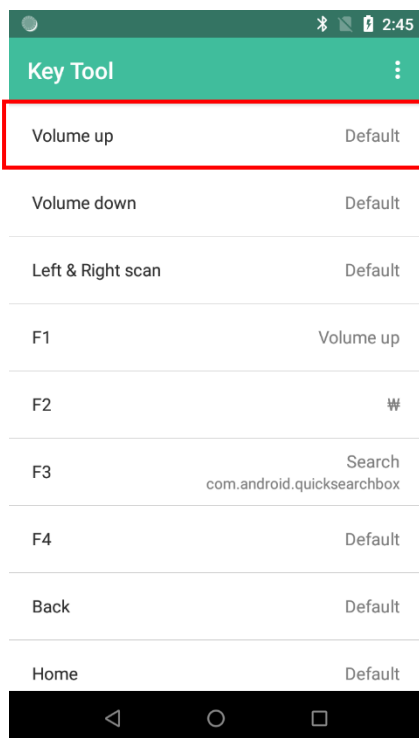 2:45
Key Tool
Volume up Default
Volume down Default
Left & Right scan Default
F1 Volume up
F2 ₩
F3 Search
com.android.quicksearchbox
F4 Default
Back Default
Home Default